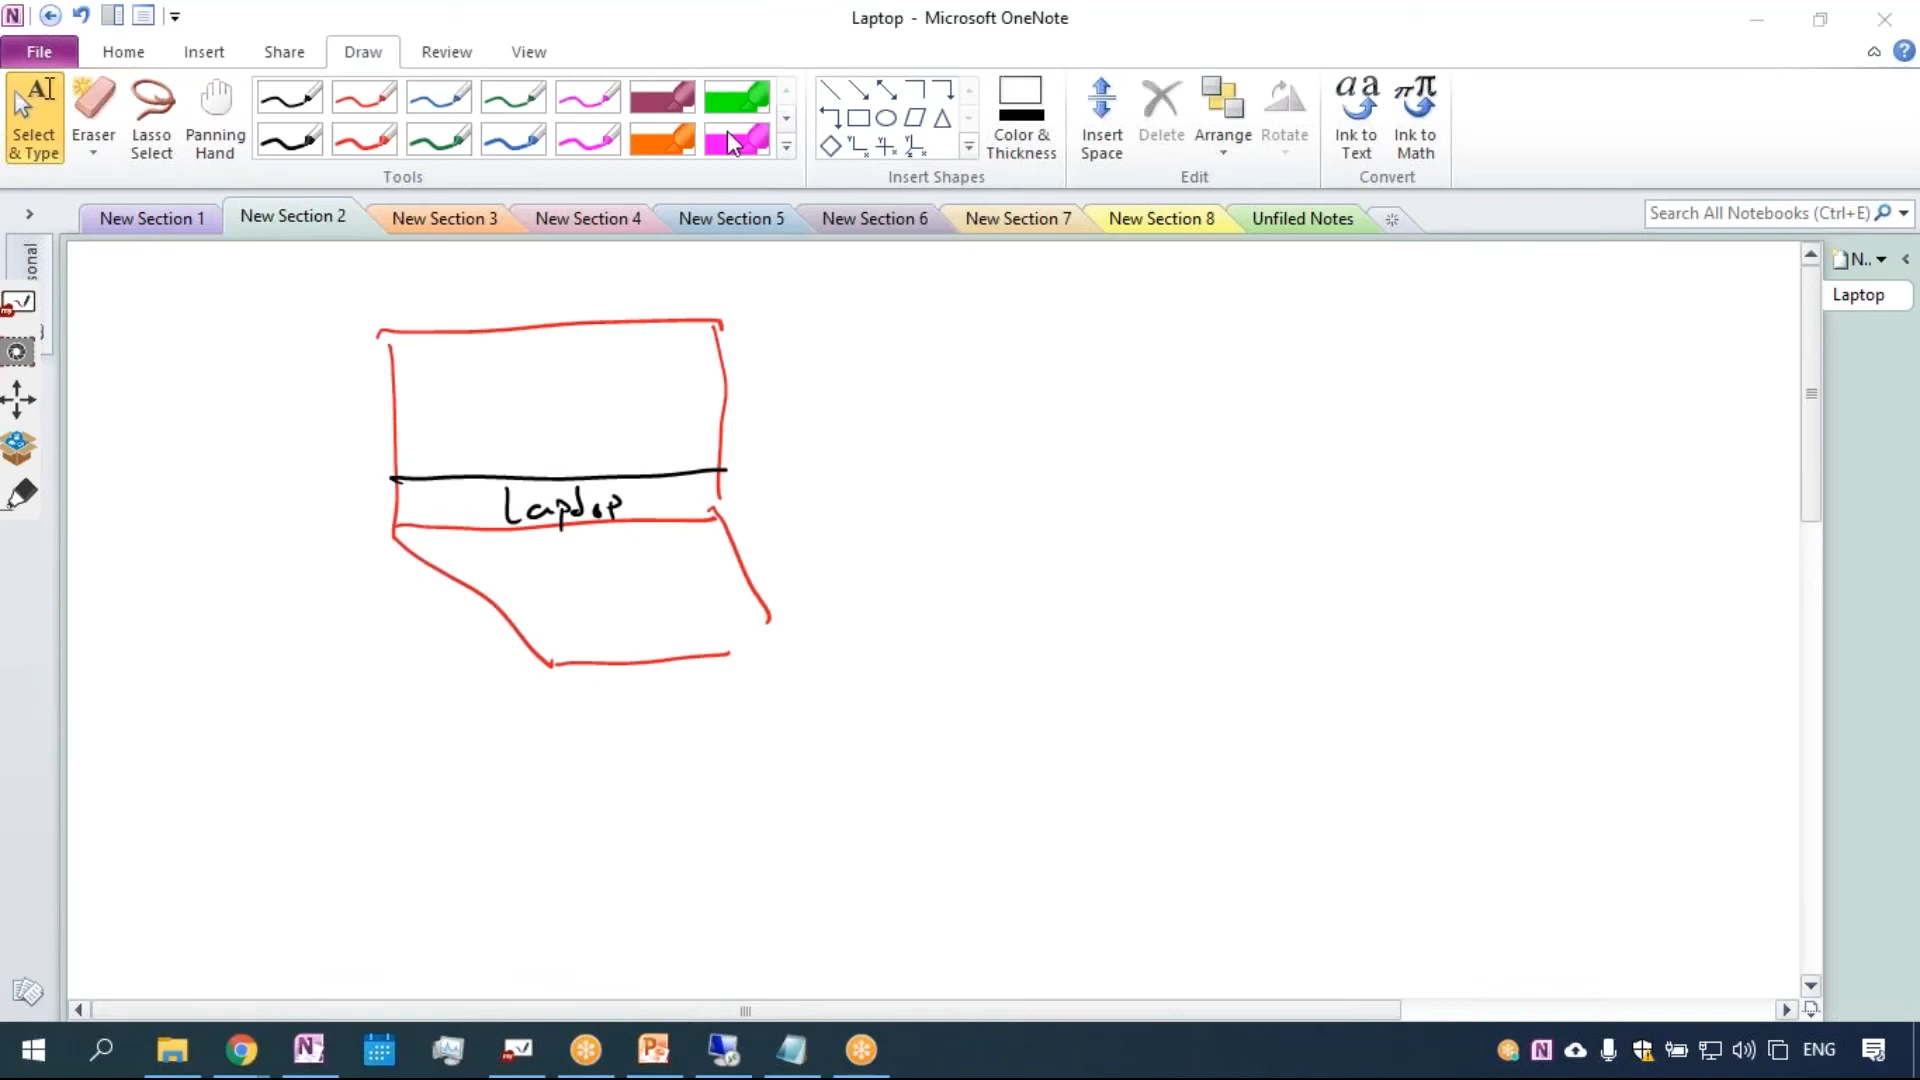 Laptop - Microsoft OneNote
File Home Insert Share Draw Review View
Select & Type
Eraser
Lasso Select
Panning Hand
Color & Thickness
Insert Space
Delete
Arrange
Rotate
Ink to Text
Ink to Math
Tools
Insert Shapes
Edit
Convert
New Section 1 New Section 2 New Section 3 New Section 4 New Section 5 New Section 6 New Section 7 New Section 8 Unfiled Notes
Search All Notebooks (Ctrl+E)
sonal
N..
Laptop
Laptop
ENG